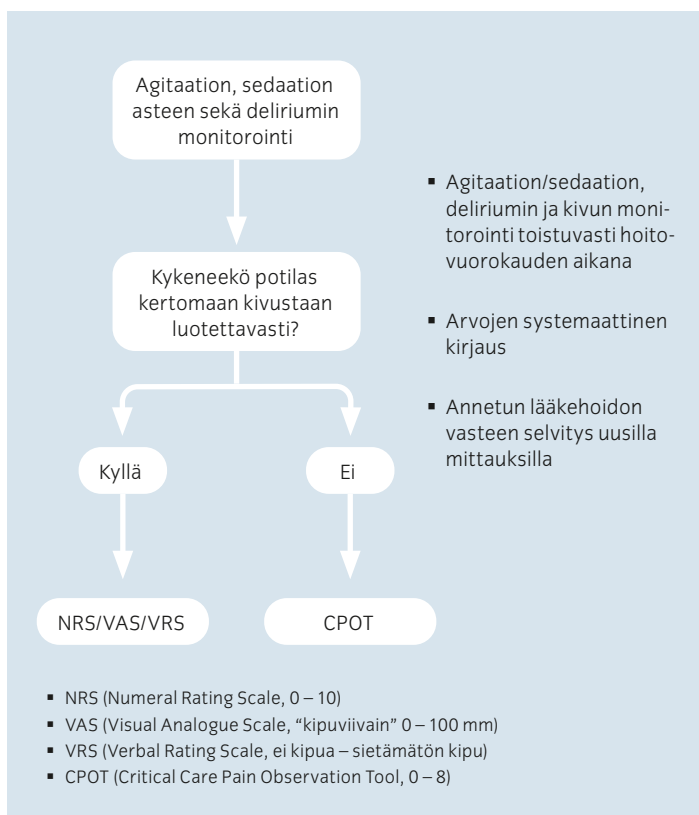 Agitaation, sedaation
asteen sekä deliriumin
monitorointi
Kykeneekö potilas
kertomaan kivustaan
luotettavasti?
Kyllä
Ei
NRS/VAS/VRS
CPOT
▪ Agitaation/sedaation,
deliriumin ja kivun moni-
torointi toistuvasti hoito-
vuorokauden aikana
▪ Arvojen systemaattinen
kirjaus
▪ Annetun lääkehoidon
vasteen selvitys uusilla
mittauksilla
▪ NRS (Numeral Rating Scale, 0 – 10)
▪ VAS (Visual Analogue Scale, “kipuviivain” 0 – 100 mm)
▪ VRS (Verbal Rating Scale, ei kipua – sietämätön kipu)
▪ CPOT (Critical Care Pain Observation Tool, 0 – 8)